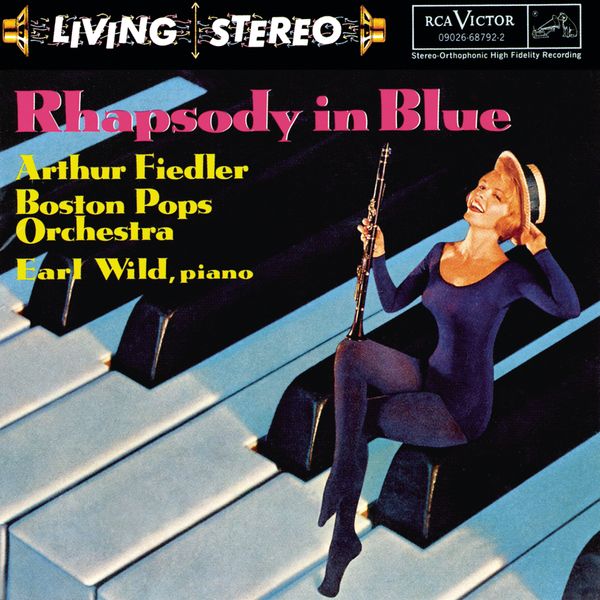 LIVING STEREO
RCA VICTOR
09026-68792-2
Stereo-Orthophonic High Fidelity Recording
Rhapsody in Blue
Arthur Fiedler
Boston Pops
Orchestra
Earl Wild, piano